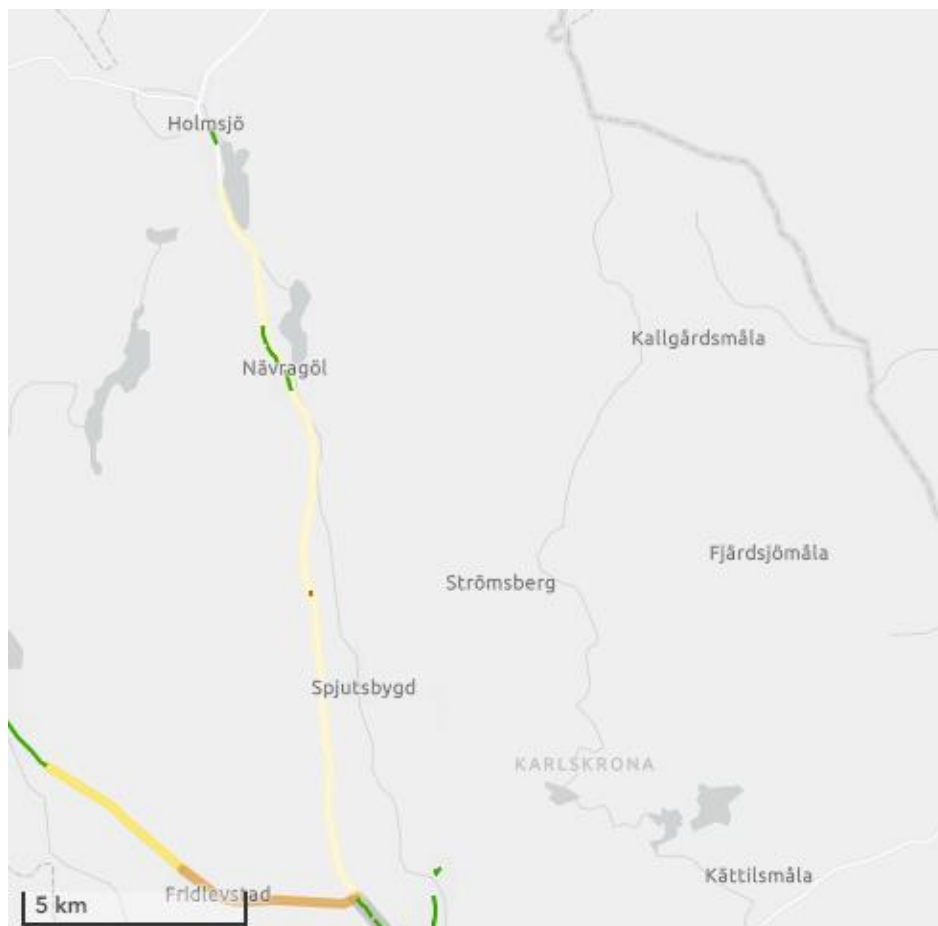 Holmsjö
Kallgårdsmåla
Nävragöl
Fjärdsjömåla
Strömsberg
Spjutsbygd
KARLSKRONA
Kättilsmåla
Fridlevstad
5 km